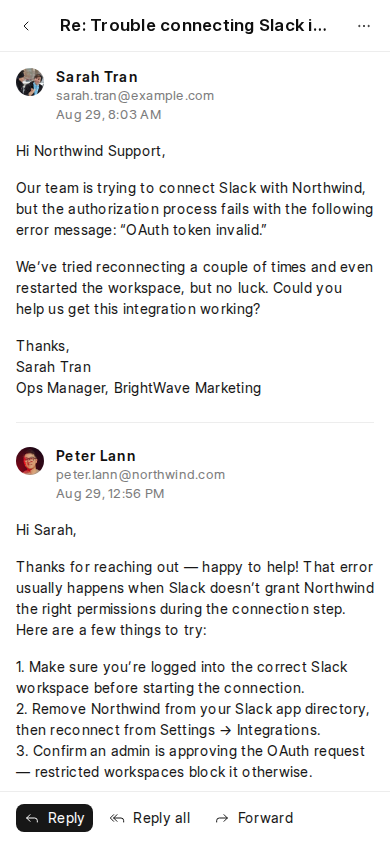 Re: Trouble connecting Slack i...
Sarah Tran
sarah.tran@example.com
Aug 29, 8:03 AM
Hi Northwind Support,
Our team is trying to connect Slack with Northwind,
but the authorization process fails with the following
error message: “OAuth token invalid.”
We’ve tried reconnecting a couple of times and even
restarted the workspace, but no luck. Could you
help us get this integration working?
Thanks,
Sarah Tran
Ops Manager, BrightWave Marketing
Peter Lann
peter.lann@northwind.com
Aug 29, 12:56 PM
Hi Sarah,
Thanks for reaching out — happy to help! That error
usually happens when Slack doesn’t grant Northwind
the right permissions during the connection step.
Here are a few things to try:
1. Make sure you’re logged into the correct Slack
workspace before starting the connection.
2. Remove Northwind from your Slack app directory,
then reconnect from Settings → Integrations.
3. Confirm an admin is approving the OAuth request
— restricted workspaces block it otherwise.
Reply
Reply all
Forward